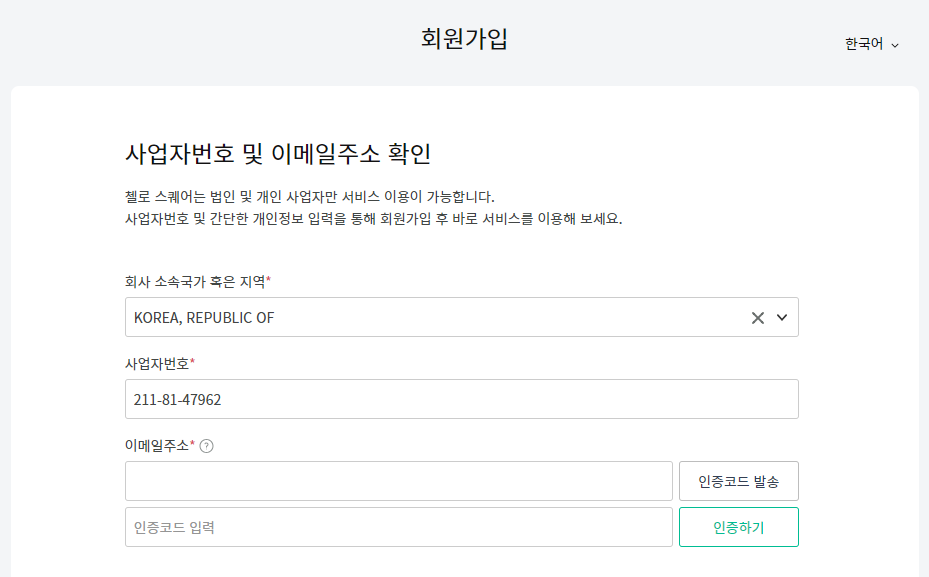 회원가입
한국어
사업자번호 및 이메일주소 확인
첼로 스퀘어는 법인 및 개인 사업자만 서비스 이용이 가능합니다.
사업자번호 및 간단한 개인정보 입력을 통해 회원가입 후 바로 서비스를 이용해 보세요.
회사 소속국가 혹은 지역*
KOREA, REPUBLIC OF
사업자번호*
211-81-47962
이메일주소* ?
인증코드 발송
인증코드 입력
인증하기